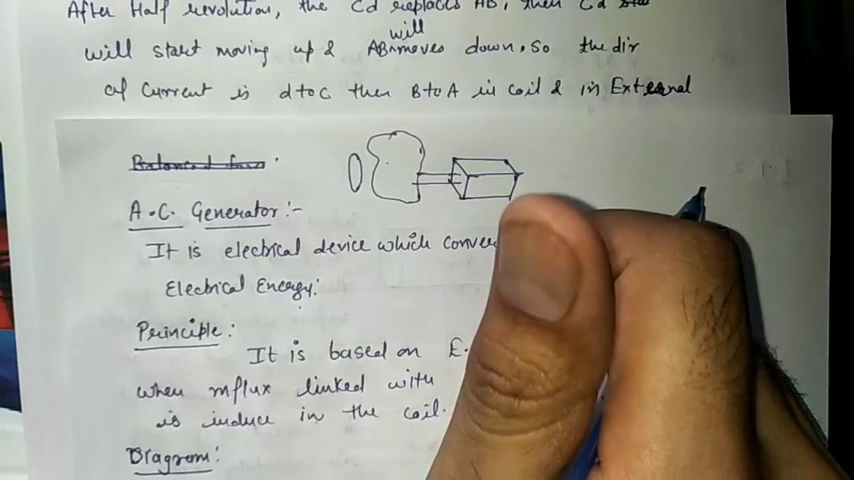 After Half revolution, the Cd replaces AB, then Cd
will start moving up & AB will moves down. So the dir
of Current is d to C then B to A in coil & in External
Balanced
A.C. Generator :-
It is electrical device which conver
Electrical Energy:
Principle :
It is based on E.
when mflux linked with
is induce in the coil.
Diagram :